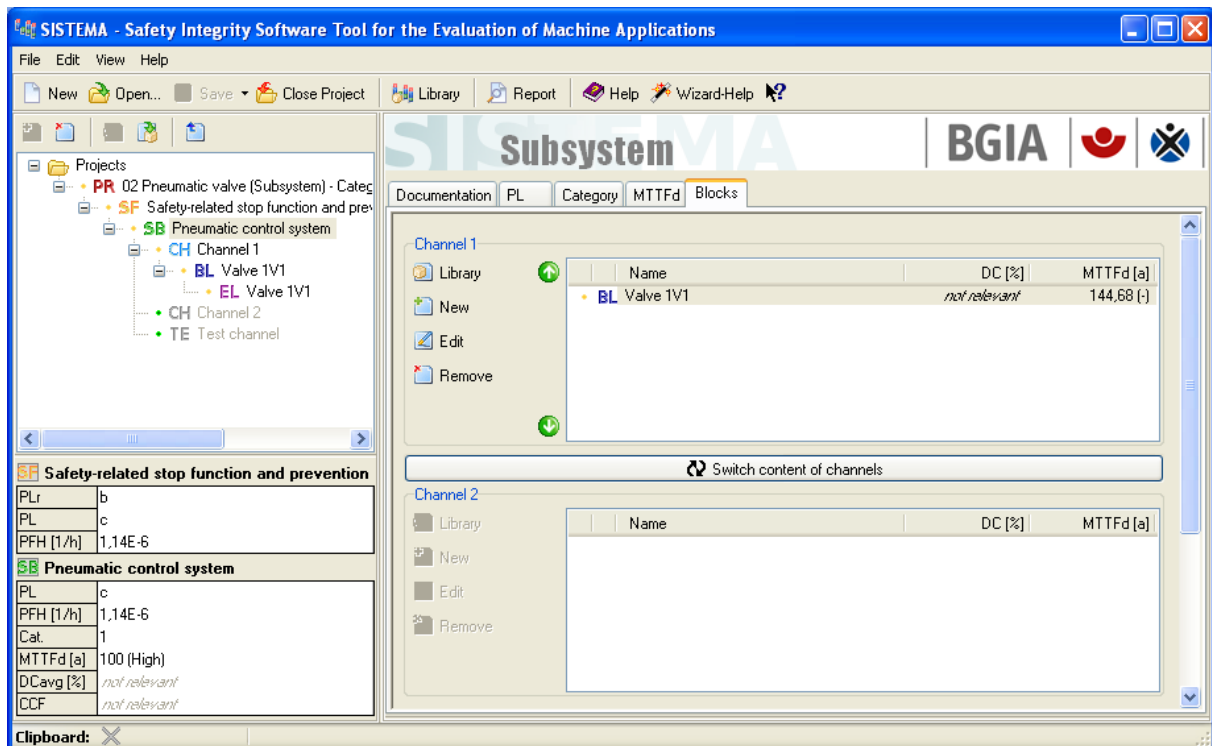 SISTEMA - Safety Integrity Software Tool for the Evaluation of Machine Applications
File Edit View Help
New Open... Save Close Project Library Report Help Wizard-Help
Projects
PR 02 Pneumatic valve (Subsystem) - Categ
SF Safety-related stop function and prev
SB Pneumatic control system
CH Channel 1
BL Valve 1V1
EL Valve 1V1
CH Channel 2
TE Test channel
SF Safety-related stop function and prevention
PLr b
PL c
PFH [1/h] 1,14E-6
SB Pneumatic control system
PL c
PFH [1/h] 1,14E-6
Cat. 1
MTTFd [a] 100 (High)
DCavg [%] not relevant
CCF not relevant
SISTEMA
Subsystem
BGIA
Documentation PL Category MTTFd Blocks
Channel 1
Library
New
Edit
Remove
Name DC [%] MTTFd [a]
BL Valve 1V1 not relevant 144,68 (-)
Switch content of channels
Channel 2
Library
New
Edit
Remove
Name DC [%] MTTFd [a]
Clipboard: